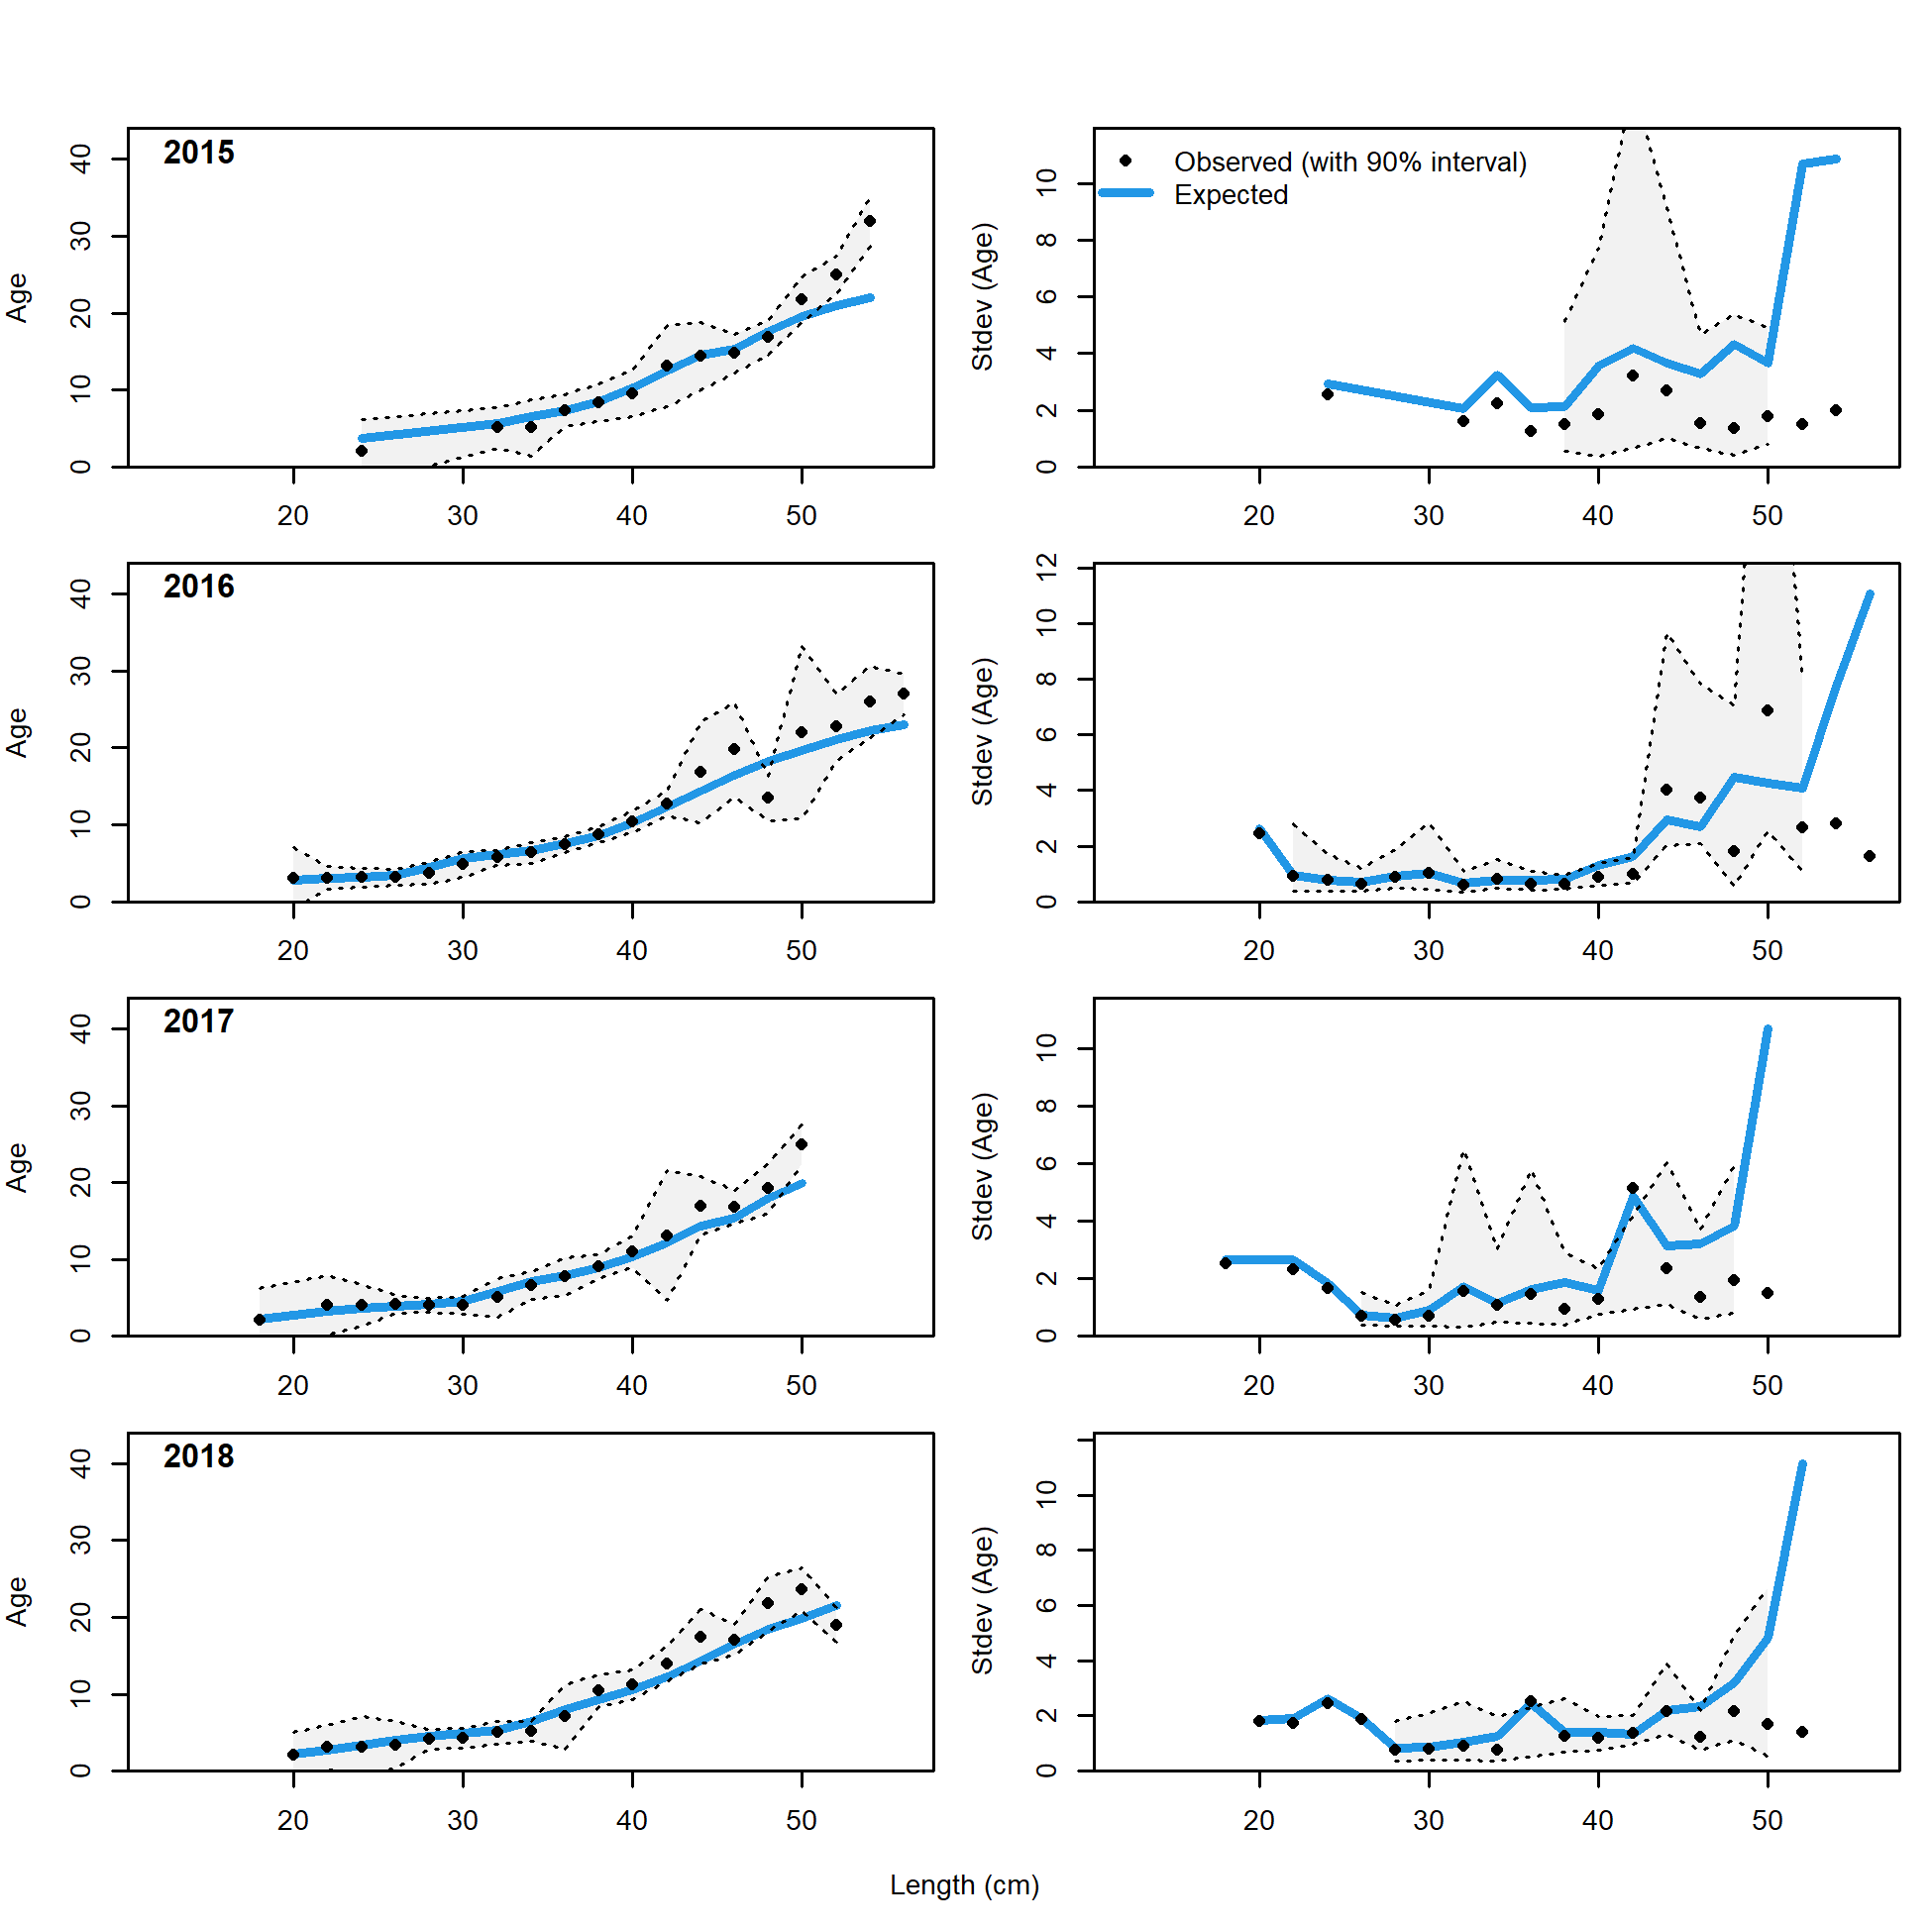 2015
Age
0 10 20 30 40
20 30 40 50
Observed (with 90% interval)
Expected
Stdev (Age)
0 2 4 6 8 10
20 30 40 50
2016
Age
0 10 20 30 40
20 30 40 50
Stdev (Age)
0 2 4 6 8 10 12
20 30 40 50
2017
Age
0 10 20 30 40
20 30 40 50
Stdev (Age)
0 2 4 6 8 10
20 30 40 50
2018
Age
0 10 20 30 40
20 30 40 50
Stdev (Age)
0 2 4 6 8 10
20 30 40 50
Length (cm)